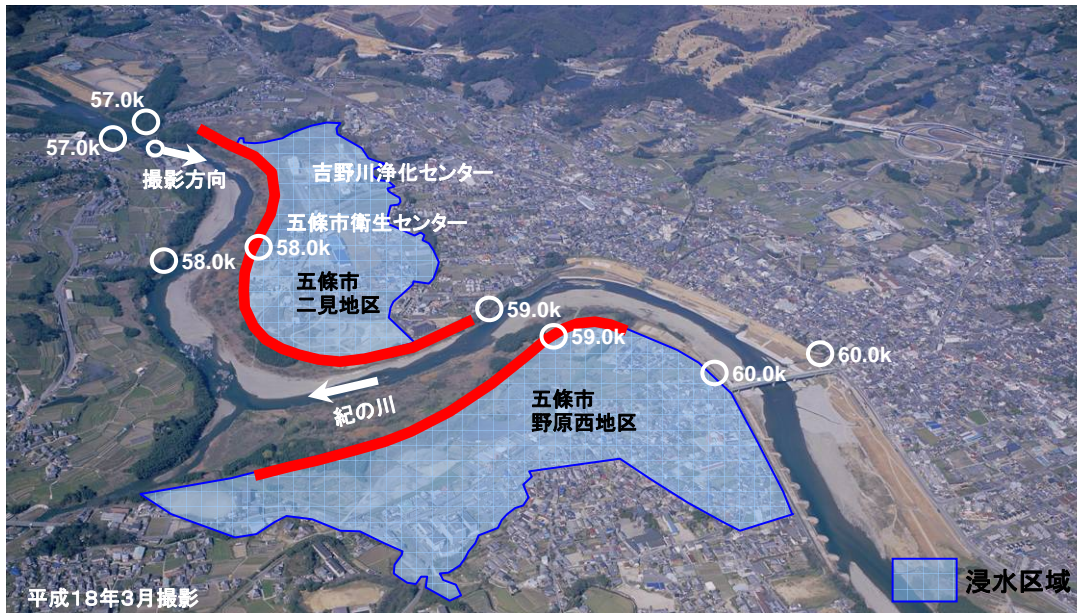 57.0k
57.0k
撮影方向
吉野川浄化センター
五條市衛生センター
58.0k
58.0k
五條市
二見地区
59.0k
59.0k
60.0k
60.0k
紀の川
五條市
野原西地区
浸水区域
平成18年3月撮影